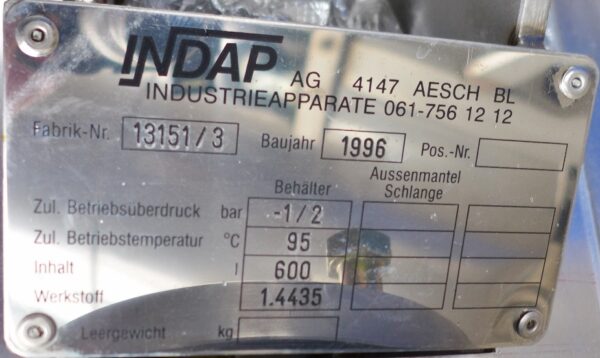 INDAP AG 4147 AESCH BL
INDUSTRIEAPPARATE 061-756 12 12
Fabrik-Nr. 13151/3 Baujahr 1996 Pos.-Nr.
Behälter Aussenmantel Schlange
Zul. Betriebsüberdruck bar -1/2
Zul. Betriebstemperatur °C 95
Inhalt l 600
Werkstoff 1.4435
Leergewicht kg